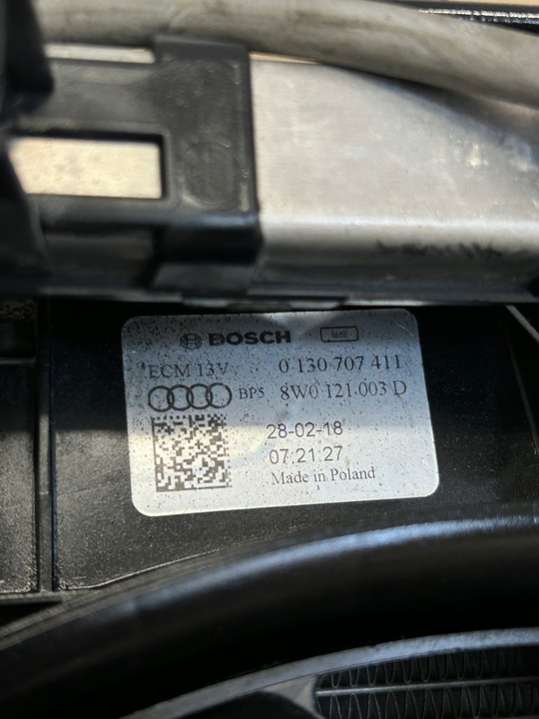 BOSCH
ECM 13V 0 130 707 411
BP5 8W0 121 003 D
28-02-18
07.21.27
Made in Poland